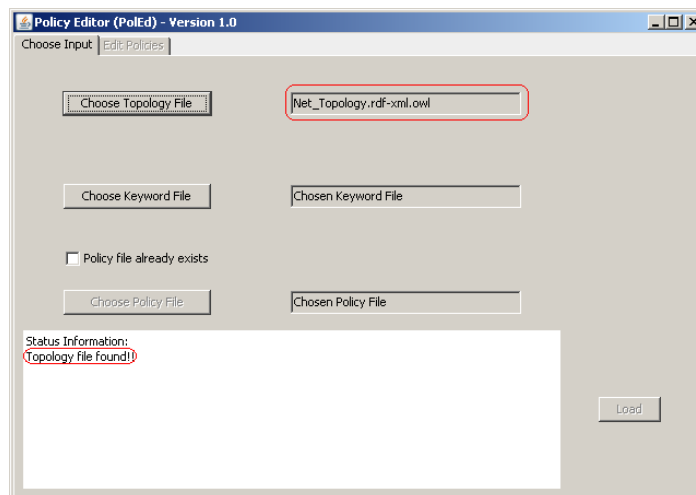 Policy Editor (PolEd) - Version 1.0
Choose Input Edit Policies
Choose Topology File Net_Topology.rdf-xml.owl
Choose Keyword File Chosen Keyword File
Policy file already exists
Choose Policy File Chosen Policy File
Status Information:
Topology file found!!
Load